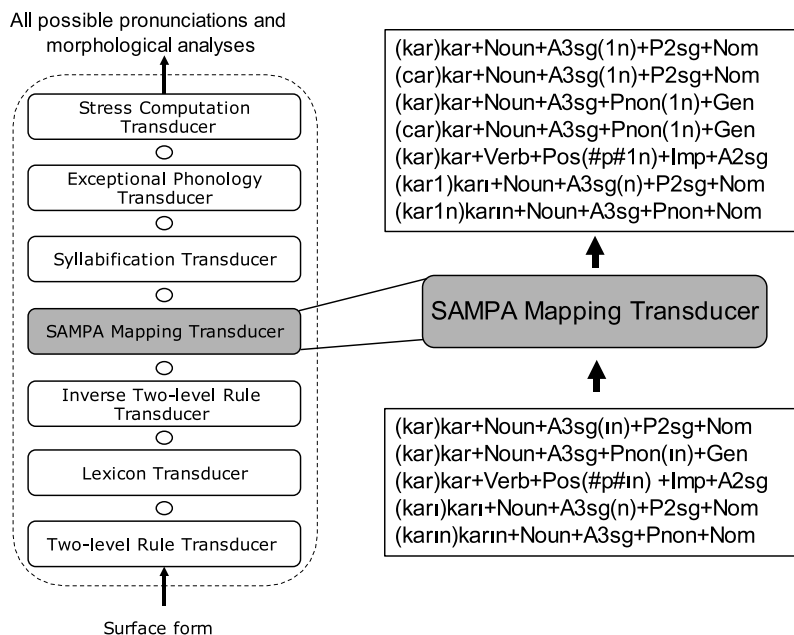 All possible pronunciations and
morphological analyses
Stress Computation
Transducer
Exceptional Phonology
Transducer
Syllabification Transducer
SAMPA Mapping Transducer
Inverse Two-level Rule
Transducer
Lexicon Transducer
Two-level Rule Transducer
Surface form
(kar)kar+Noun+A3sg(1n)+P2sg+Nom
(car)kar+Noun+A3sg(1n)+P2sg+Nom
(kar)kar+Noun+A3sg+Pnon(1n)+Gen
(car)kar+Noun+A3sg+Pnon(1n)+Gen
(kar)kar+Verb+Pos(#p#1n)+Imp+A2sg
(kar1)karı+Noun+A3sg(n)+P2sg+Nom
(kar1n)karın+Noun+A3sg+Pnon+Nom
SAMPA Mapping Transducer
(kar)kar+Noun+A3sg(ın)+P2sg+Nom
(kar)kar+Noun+A3sg+Pnon(ın)+Gen
(kar)kar+Verb+Pos(#p#ın) +Imp+A2sg
(karı)karı+Noun+A3sg(n)+P2sg+Nom
(karın)karın+Noun+A3sg+Pnon+Nom